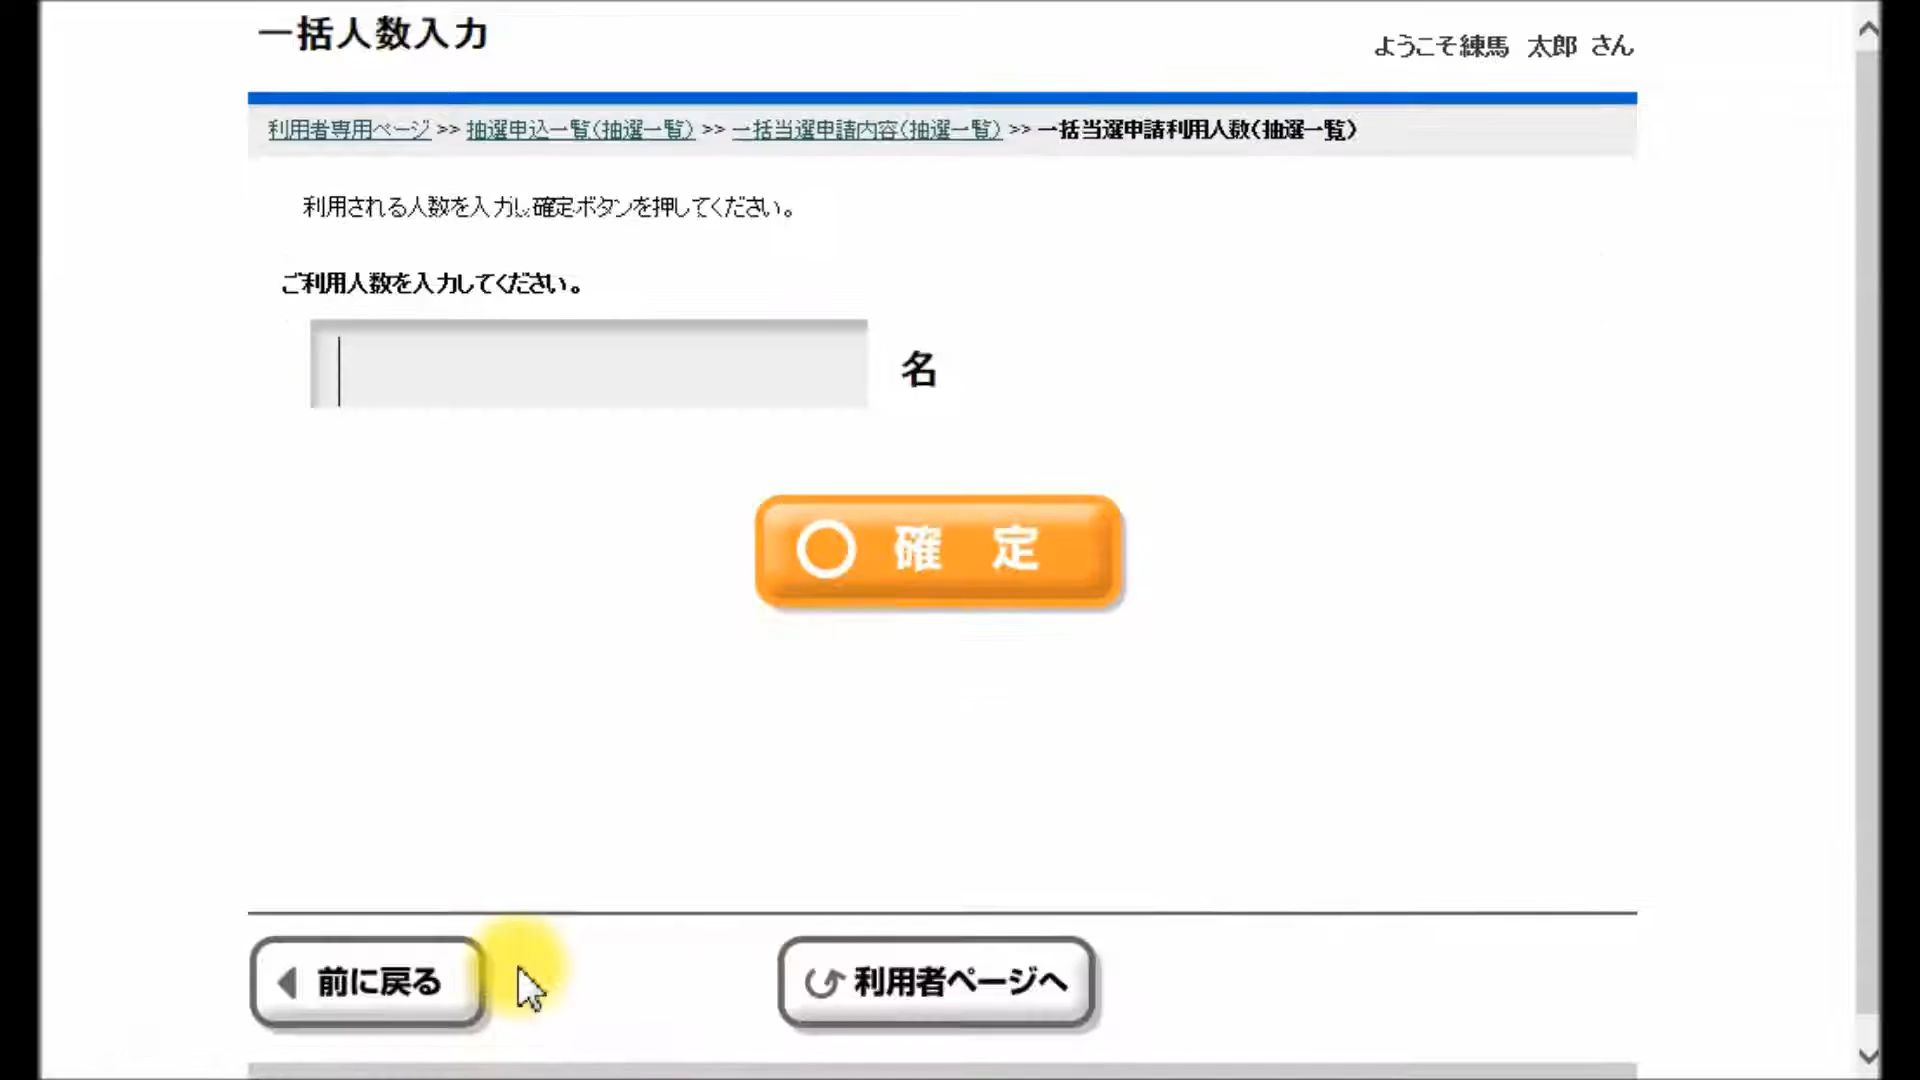 一括人数入力
ようこそ練馬 太郎 さん
利用者専用ページ >> 抽選申込一覧(抽選一覧) >> 一括当選申請内容(抽選一覧) >> 一括当選申請利用人数(抽選一覧)
利用される人数を入力し確定ボタンを押してください。
ご利用人数を入力してください。
名
確 定
前に戻る
利用者ページへ